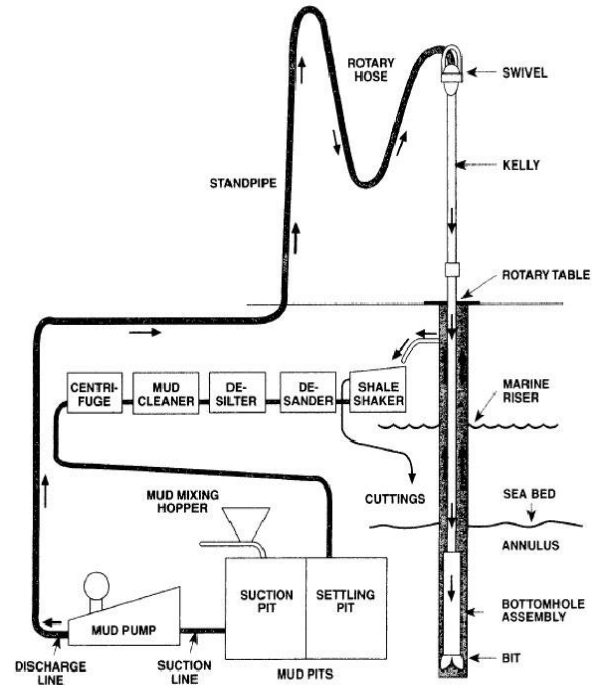 ROTARY
HOSE
SWIVEL
KELLY
STANDPIPE
ROTARY TABLE
CENTRI-
FUGE
MUD
CLEANER
DE-
SILTER
DE-
SANDER
SHALE
SHAKER
MARINE
RISER
CUTTINGS
SEA BED
MUD MIXING
HOPPER
ANNULUS
SUCTION
PIT
SETTLING
PIT
BOTTOMHOLE
ASSEMBLY
MUD PUMP
BIT
DISCHARGE
LINE
SUCTION
LINE
MUD PITS